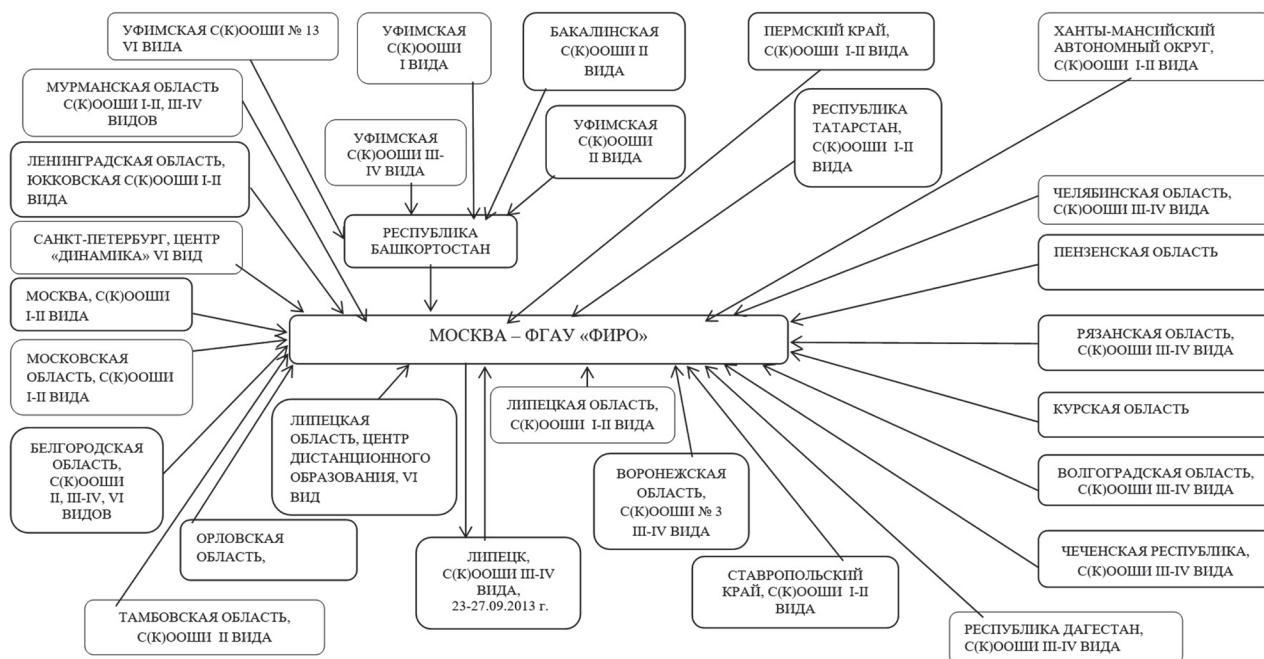 УФИМСКАЯ С(К)ООШИ № 13
VI ВИДА
УФИМСКАЯ
С(К)ООШИ
I ВИДА
БАКАЛИНСКАЯ
С(К)ООШИ II
ВИДА
ПЕРМСКИЙ КРАЙ,
С(К)ООШИ I-II ВИДА
ХАНТЫ-МАНСИЙСКИЙ
АВТОНОМНЫЙ ОКРУГ,
С(К)ООШИ I-II ВИДА
МУРМАНСКАЯ ОБЛАСТЬ
С(К)ООШИ I-II, III-IV
ВИДОВ
УФИМСКАЯ
С(К)ООШИ III-
IV ВИДА
УФИМСКАЯ
С(К)ООШИ
II ВИДА
РЕСПУБЛИКА
ТАТАРСТАН,
С(К)ООШИ I-II
ВИДА
ЛЕНИНГРАДСКАЯ ОБЛАСТЬ,
ЮККОВСКАЯ С(К)ООШИ I-II
ВИДА
ЧЕЛЯБИНСКАЯ ОБЛАСТЬ,
С(К)ООШИ III-IV ВИДА
САНКТ-ПЕТЕРБУРГ, ЦЕНТР
«ДИНАМИКА» VI ВИД
РЕСПУБЛИКА
БАШКОРТОСТАН
ПЕНЗЕНСКАЯ ОБЛАСТЬ
МОСКВА, С(К)ООШИ
I-II ВИДА
МОСКВА – ФГАУ «ФИРО»
РЯЗАНСКАЯ ОБЛАСТЬ,
С(К)ООШИ III-IV ВИДА
МОСКОВСКАЯ
ОБЛАСТЬ, С(К)ООШИ
I-II ВИДА
ЛИПЕЦКАЯ
ОБЛАСТЬ, ЦЕНТР
ДИСТАНЦИОННОГО
ОБРАЗОВАНИЯ, VI
ВИД
ЛИПЕЦКАЯ ОБЛАСТЬ,
С(К)ООШИ I-II ВИДА
КУРСКАЯ ОБЛАСТЬ
БЕЛГОРОДСКАЯ
ОБЛАСТЬ,
С(К)ООШИ
II, III-IV, VI
ВИДОВ
ВОРОНЕЖСКАЯ
ОБЛАСТЬ,
С(К)ООШИ № 3
III-IV ВИДА
ВОЛГОГРАДСКАЯ ОБЛАСТЬ,
С(К)ООШИ III-IV ВИДА
ОРЛОВСКАЯ
ОБЛАСТЬ,
ЛИПЕЦК,
С(К)ООШИ III-IV
ВИДА,
23-27.09.2013 г.
СТАВРОПОЛЬСКИЙ
КРАЙ, С(К)ООШИ I-II
ВИДА
ЧЕЧЕНСКАЯ РЕСПУБЛИКА,
С(К)ООШИ III-IV ВИДА
ТАМБОВСКАЯ ОБЛАСТЬ,
С(К)ООШИ II ВИДА
РЕСПУБЛИКА ДАГЕСТАН,
С(К)ООШИ III-IV ВИДА